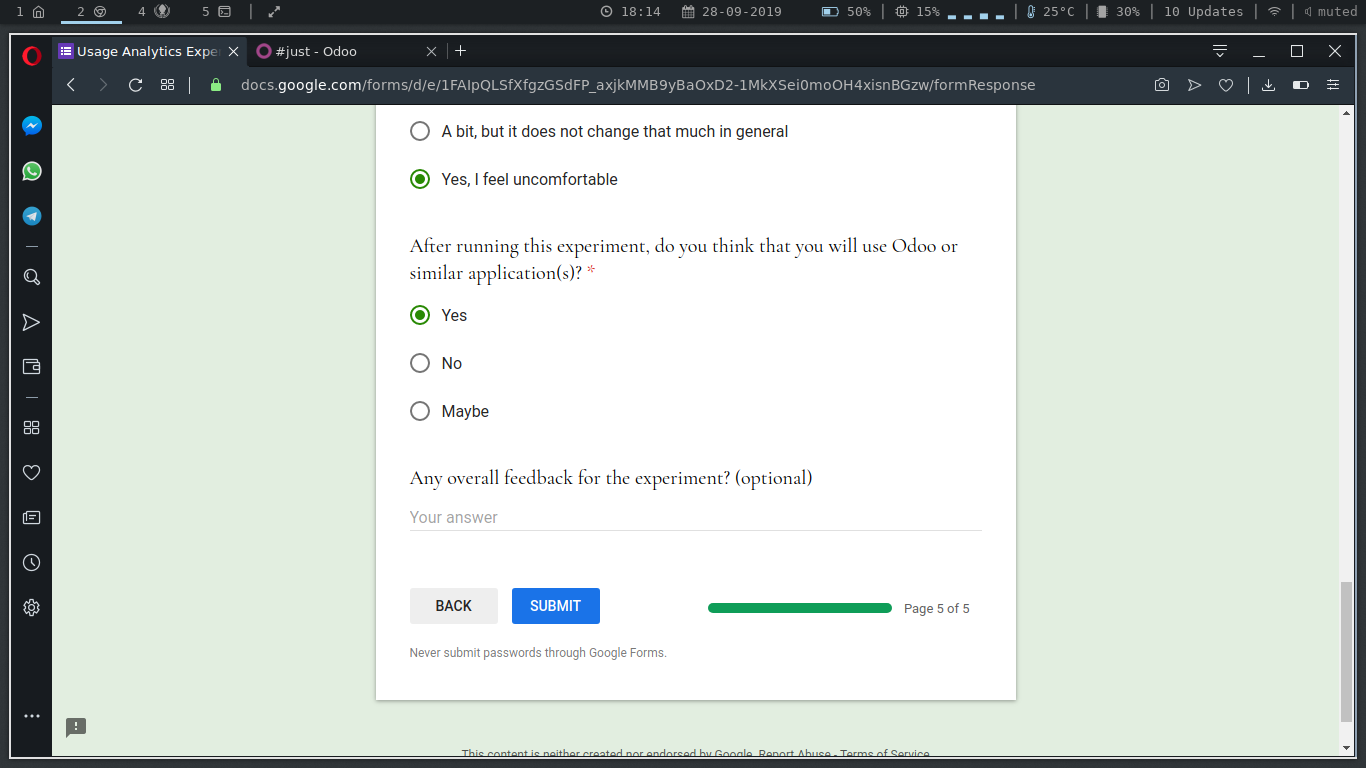 1 2 4 5 18:14 28-09-2019 50% 15% 25°C 30% 10 Updates muted
Usage Analytics Expe #just - Odoo
docs.google.com/forms/d/e/1FAIpQLSfXfgzGSdFP_axjkMMB9yBaOxD2-1MkXSei0moOH4xisnBGzw/formResponse
A bit, but it does not change that much in general
Yes, I feel uncomfortable
After running this experiment, do you think that you will use Odoo or
similar application(s)? *
Yes
No
Maybe
Any overall feedback for the experiment? (optional)
Your answer
BACK SUBMIT Page 5 of 5
Never submit passwords through Google Forms.
This content is neither created nor endorsed by Google. Report Abuse - Terms of Service